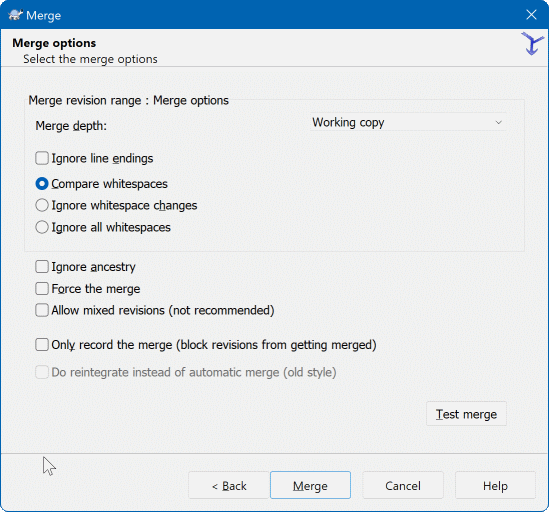 Merge
Merge options
Select the merge options
Merge revision range : Merge options
Merge depth:
Working copy
Ignore line endings
Compare whitespaces
Ignore whitespace changes
Ignore all whitespaces
Ignore ancestry
Force the merge
Allow mixed revisions (not recommended)
Only record the merge (block revisions from getting merged)
Do reintegrate instead of automatic merge (old style)
Test merge
< Back
Merge
Cancel
Help